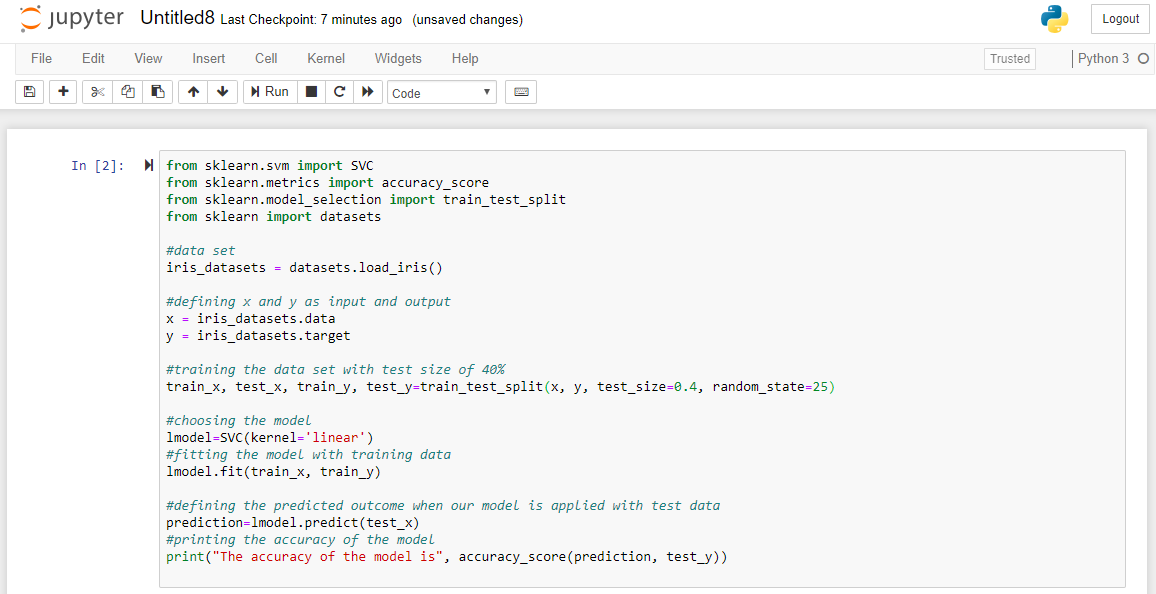 jupyter Untitled8 Last Checkpoint: 7 minutes ago (unsaved changes) Logout
File Edit View Insert Cell Kernel Widgets Help Trusted Python 3
Run Code
In [2]: from sklearn.svm import SVC
from sklearn.metrics import accuracy_score
from sklearn.model_selection import train_test_split
from sklearn import datasets
#data set
iris_datasets = datasets.load_iris()
#defining x and y as input and output
x = iris_datasets.data
y = iris_datasets.target
#training the data set with test size of 40%
train_x, test_x, train_y, test_y=train_test_split(x, y, test_size=0.4, random_state=25)
#choosing the model
lmodel=SVC(kernel='linear')
#fitting the model with training data
lmodel.fit(train_x, train_y)
#defining the predicted outcome when our model is applied with test data
prediction=lmodel.predict(test_x)
#printing the accuracy of the model
print("The accuracy of the model is", accuracy_score(prediction, test_y))